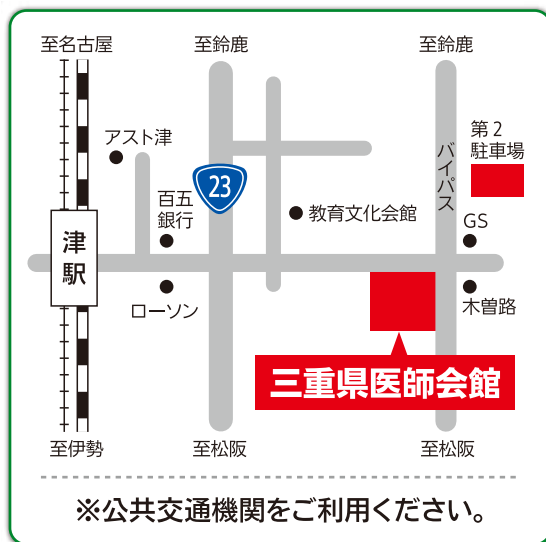 至名古屋
至鈴鹿
至鈴鹿
アスト津
第2
駐車場
バイパス
23
百五
銀行
教育文化会館
GS
津駅
ローソン
木曽路
三重県医師会館
至伊勢
至松阪
至松阪
※公共交通機関をご利用ください。